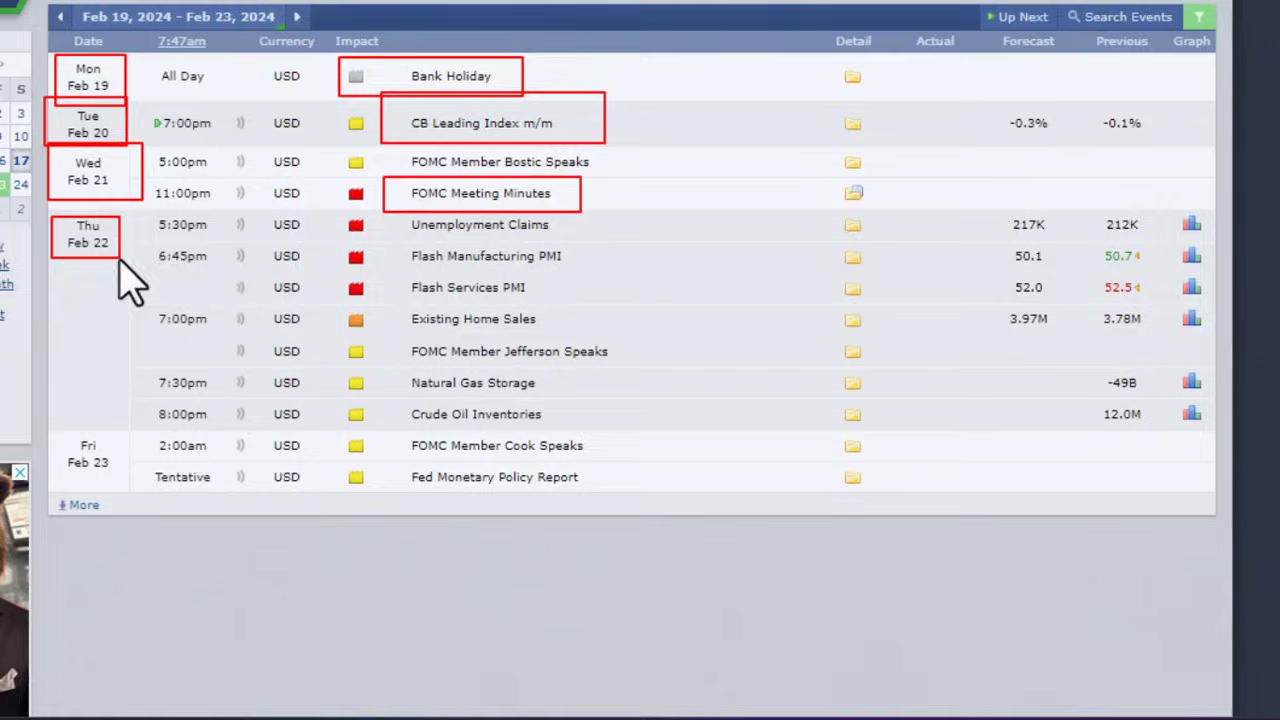 Feb 19, 2024 - Feb 23, 2024 Up Next Search Events
Date 7:47am Currency Impact Detail Actual Forecast Previous Graph
Mon Feb 19 All Day USD Bank Holiday
Tue Feb 20 7:00pm USD CB Leading Index m/m -0.3% -0.1%
Wed Feb 21 5:00pm USD FOMC Member Bostic Speaks
11:00pm USD FOMC Meeting Minutes
Thu Feb 22 5:30pm USD Unemployment Claims 217K 212K
6:45pm USD Flash Manufacturing PMI 50.1 50.7
USD Flash Services PMI 52.0 52.5
7:00pm USD Existing Home Sales 3.97M 3.78M
USD FOMC Member Jefferson Speaks
7:30pm USD Natural Gas Storage -49B
8:00pm USD Crude Oil Inventories 12.0M
Fri Feb 23 2:00am USD FOMC Member Cook Speaks
Tentative USD Fed Monetary Policy Report
More
S
3
10
17
24
2